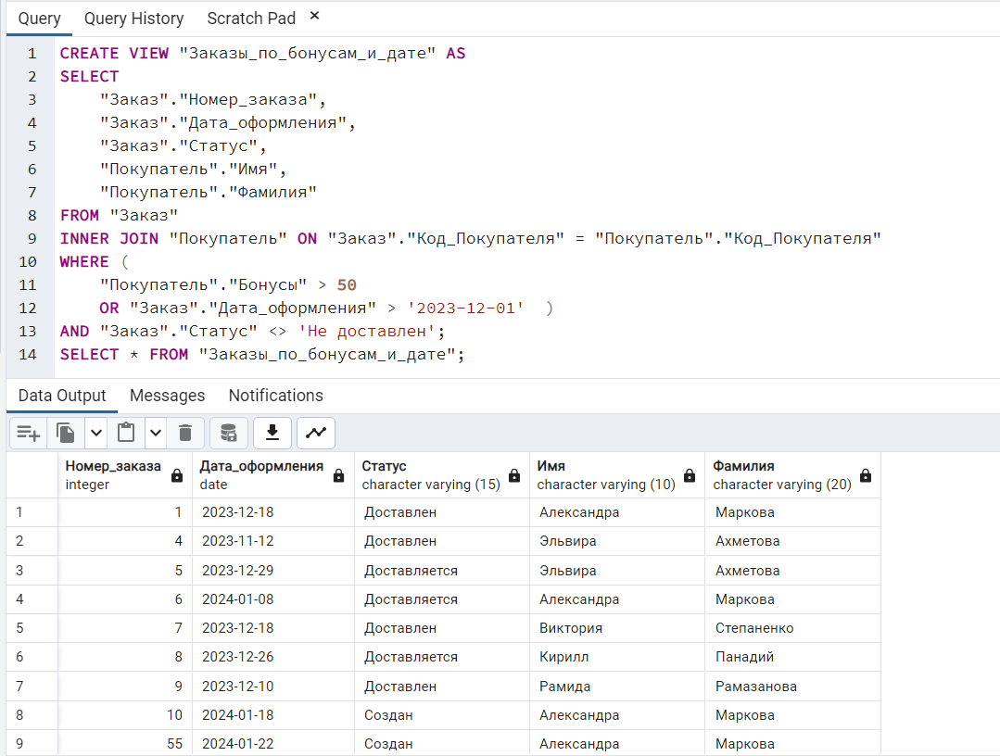 Query Query History Scratch Pad ✕
1 CREATE VIEW "Заказы_по_бонусам_и_дате" AS
2 SELECT
3 "Заказ"."Номер_заказа",
4 "Заказ"."Дата_оформления",
5 "Заказ"."Статус",
6 "Покупатель"."Имя",
7 "Покупатель"."Фамилия"
8 FROM "Заказ"
9 INNER JOIN "Покупатель" ON "Заказ"."Код_Покупателя" = "Покупатель"."Код_Покупателя"
10 WHERE (
11 "Покупатель"."Бонусы" > 50
12 OR "Заказ"."Дата_оформления" > '2023-12-01' )
13 AND "Заказ"."Статус" <> 'Не доставлен';
14 SELECT * FROM "Заказы_по_бонусам_и_дате";
Data Output Messages Notifications
Номер_заказа Дата_оформления Статус Имя Фамилия
integer date character varying (15) character varying (10) character varying (20)
1 1 2023-12-18 Доставлен Александра Маркова
2 4 2023-11-12 Доставлен Эльвира Ахметова
3 5 2023-12-29 Доставляется Эльвира Ахметова
4 6 2024-01-08 Доставляется Александра Маркова
5 7 2023-12-18 Доставлен Виктория Степаненко
6 8 2023-12-26 Доставляется Кирилл Панадий
7 9 2023-12-10 Доставлен Рамида Рамазанова
8 10 2024-01-18 Создан Александра Маркова
9 55 2024-01-22 Создан Александра Маркова